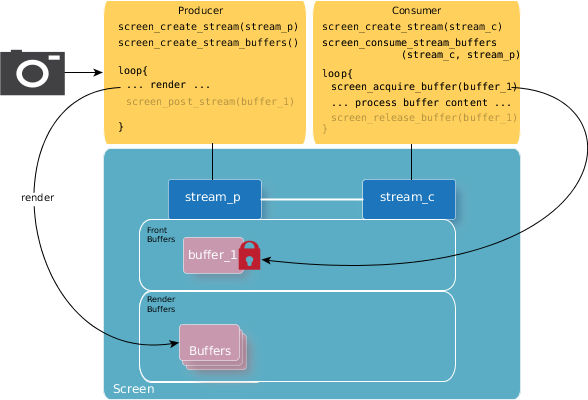 Producer
screen_create_stream(stream_p)
screen_create_stream_buffers()
loop{
... render ...
screen_post_stream(buffer_1)
}
Consumer
screen_create_stream(stream_c)
screen_consume_stream_buffers
(stream_c, stream_p)
loop{
screen_acquire_buffer(buffer_1)
... process buffer content ...
screen_release_buffer(buffer_1)
}
render
stream_p
stream_c
Front
Buffers
buffer_1
Render
Buffers
Buffers
Screen